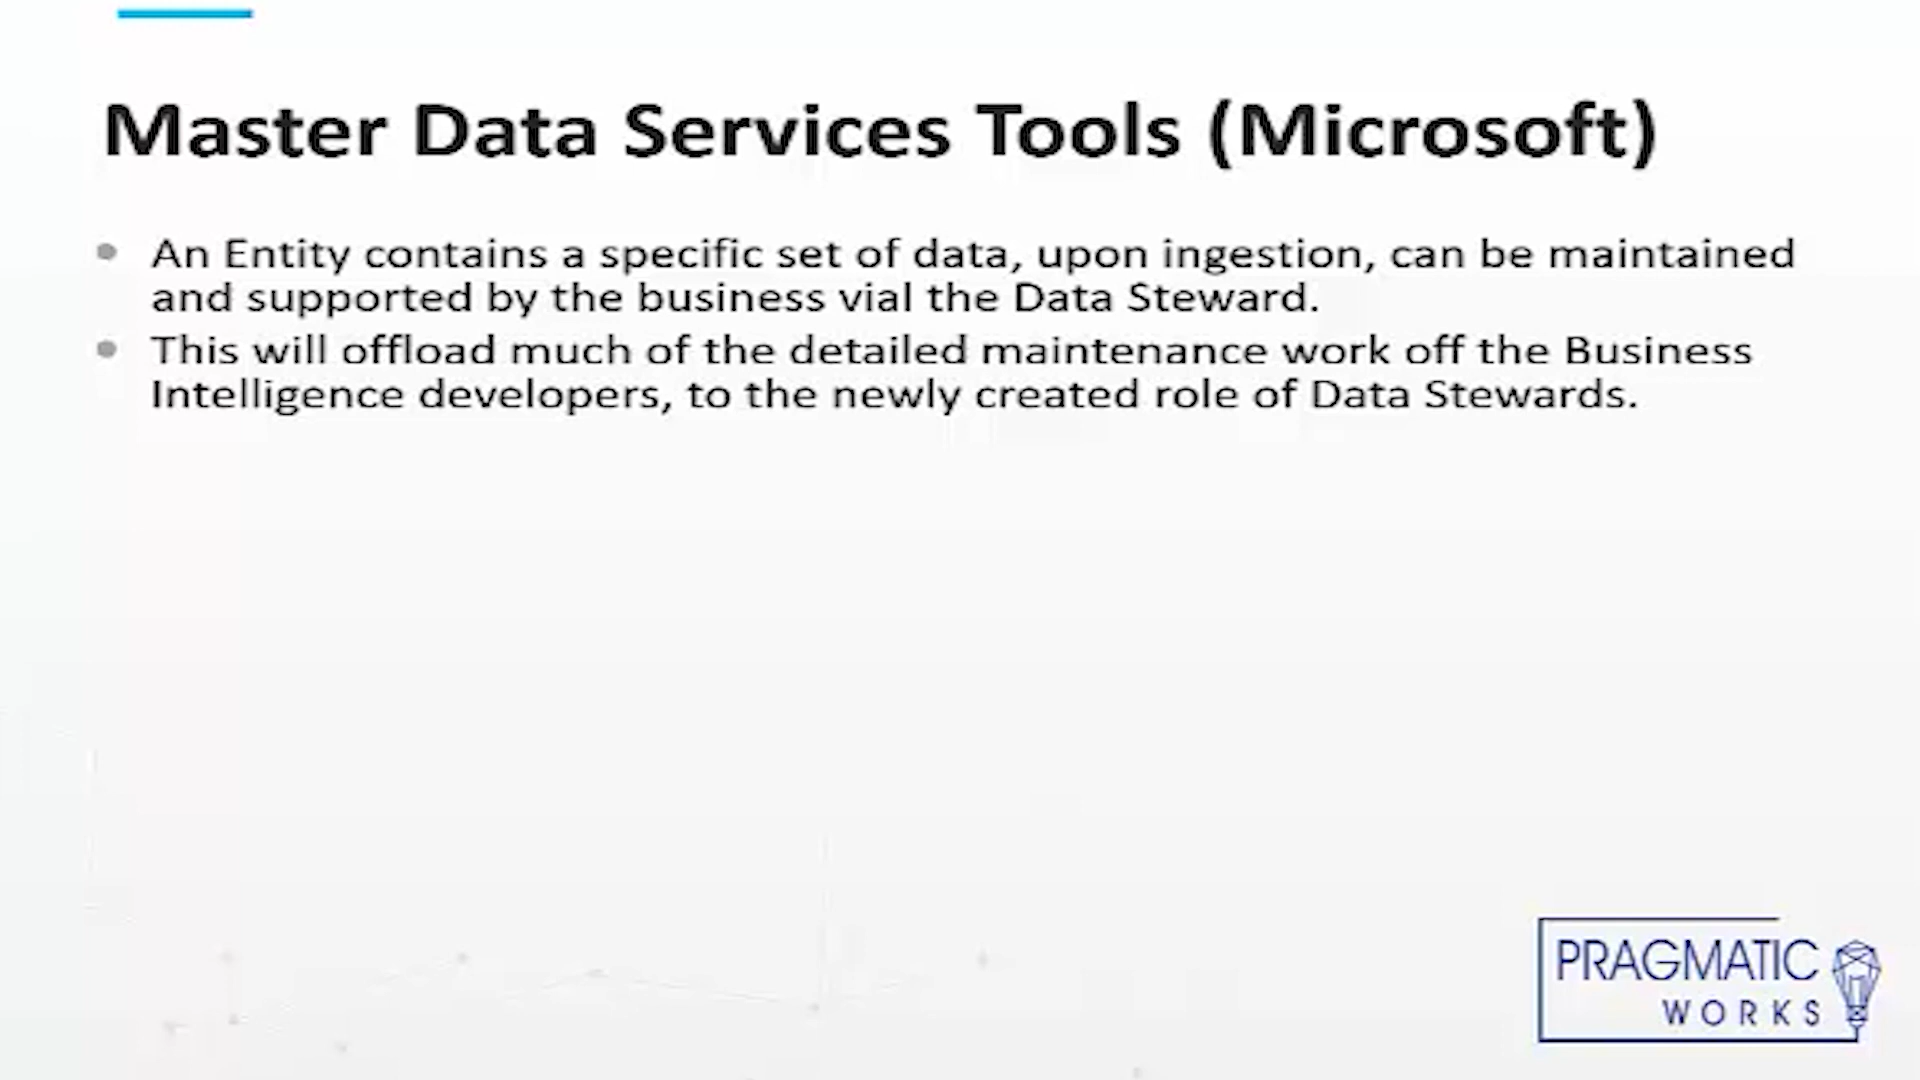 Master Data Services Tools (Microsoft)
An Entity contains a specific set of data, upon ingestion, can be maintained
and supported by the business vial the Data Steward.
This will offload much of the detailed maintenance work off the Business
Intelligence developers, to the newly created role of Data Stewards.
PRAGMATIC
WORKS